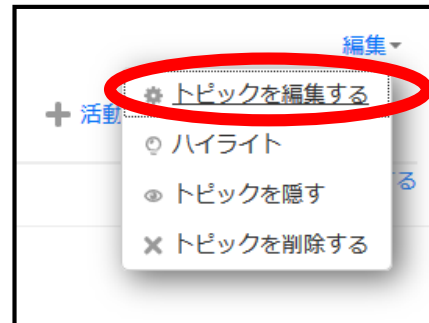 編集
トピックを編集する
活動
ハイライト
る
トピックを隠す
トピックを削除する